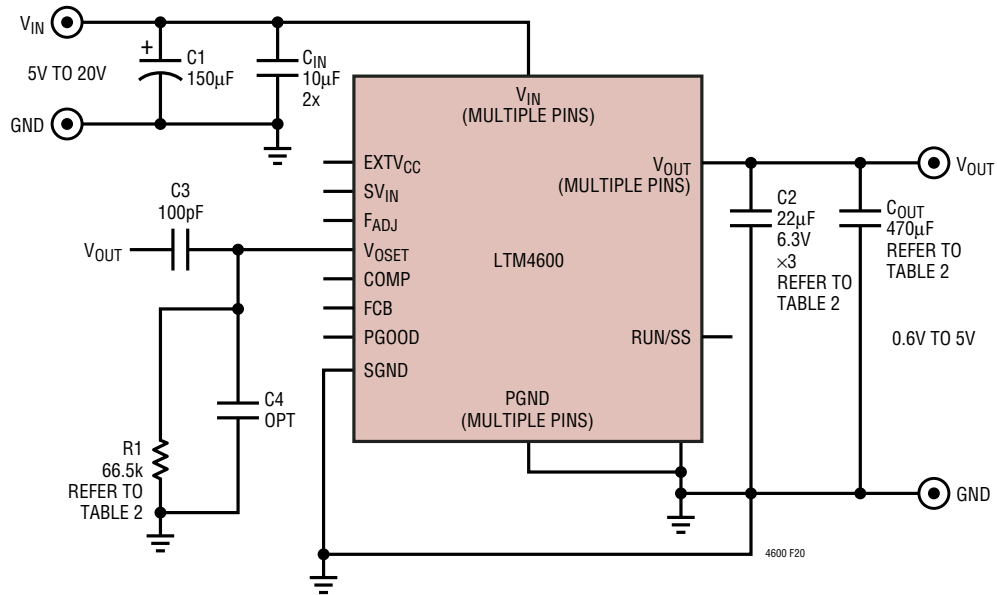 VIN
5V TO 20V
GND
+
C1
150µF
CIN
10µF
2x
VIN
(MULTIPLE PINS)
EXTVCC
SVIN
FADJ
VOSET
COMP
FCB
PGOOD
SGND
LTM4600
VOUT
(MULTIPLE PINS)
RUN/SS
PGND
(MULTIPLE PINS)
C3
100pF
VOUT
C4
OPT
R1
66.5k
REFER TO
TABLE 2
C2
22µF
6.3V
×3
REFER TO
TABLE 2
COUT
470µF
REFER TO
TABLE 2
VOUT
0.6V TO 5V
GND
4600 F20